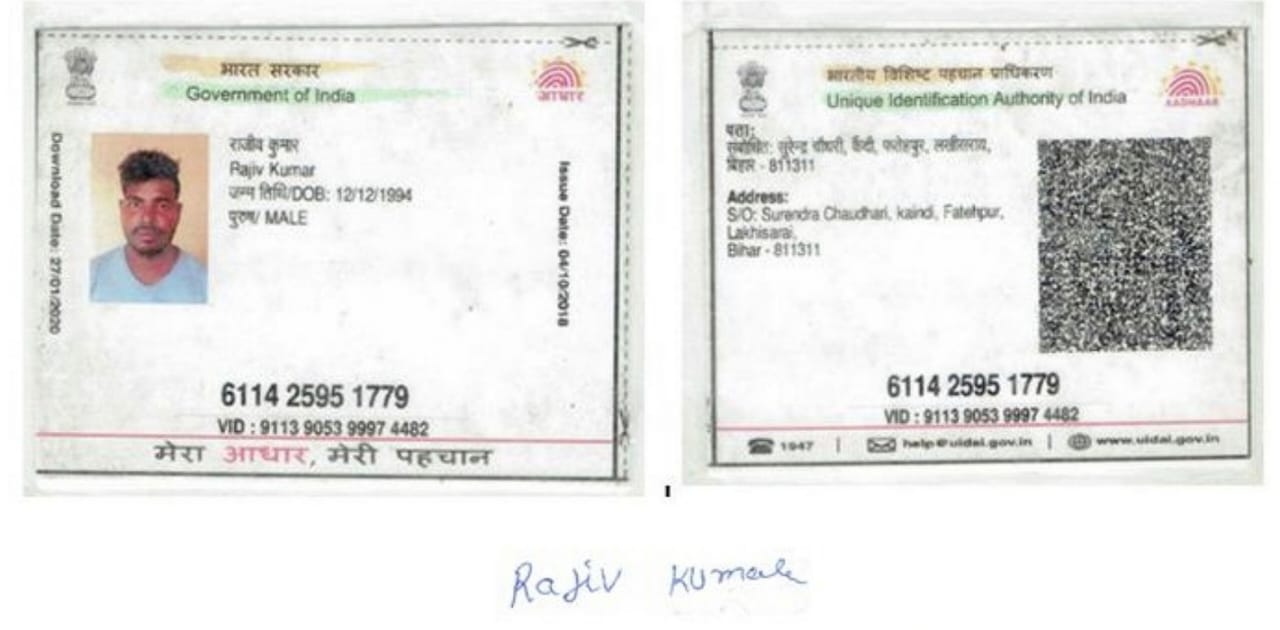 भारत सरकार
Government of India
आधार
Download Date: 27/01/2020
राजीव कुमार
Rajiv Kumar
जन्म तिथि/DOB: 12/12/1994
पुरुष/ MALE
Issue Date: 04/10/2018
6114 2595 1779
VID : 9113 9053 9997 4482
मेरा आधार, मेरी पहचान
भारतीय विशिष्ट पहचान प्राधिकरण
Unique Identification Authority of India
AADHAAR
पता:
सुरेन्द्र चौधरी, कैंदी, फतेहपुर, लखीसराय,
बिहार - 811311
Address:
S/O: Surendra Chaudhari, kaindi, Fatehpur,
Lakhisarai,
Bihar - 811311
6114 2595 1779
VID : 9113 9053 9997 4482
1947 | help@uidai.gov.in | www.uidai.gov.in
Rajiv Kumar